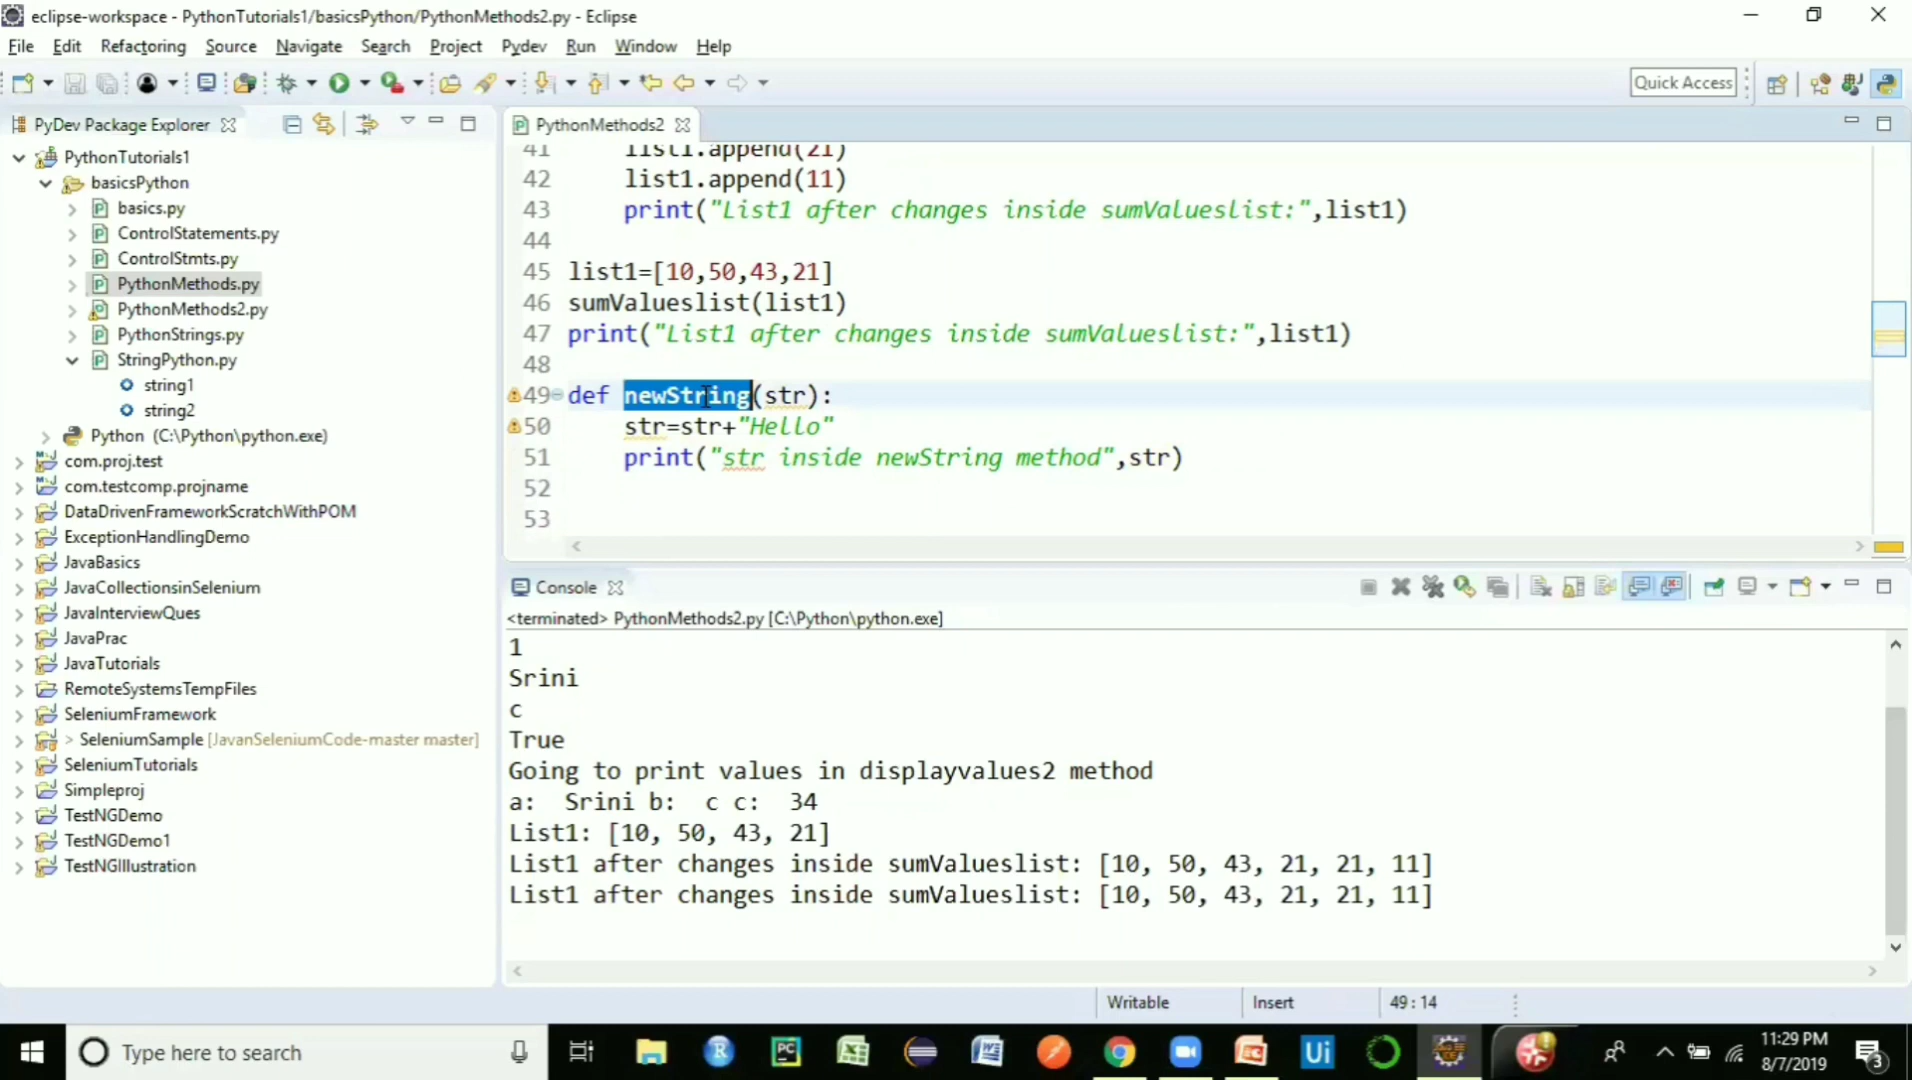 eclipse-workspace - PythonTutorials1/basicsPython/PythonMethods2.py - Eclipse
File Edit Refactoring Source Navigate Search Project Pydev Run Window Help
Quick Access
PyDev Package Explorer
PythonTutorials1
basicsPython
basics.py
ControlStatements.py
ControlStmts.py
PythonMethods.py
PythonMethods2.py
PythonStrings.py
StringPython.py
string1
string2
Python (C:\Python\python.exe)
com.proj.test
com.testcomp.projname
DataDrivenFrameworkScratchWithPOM
ExceptionHandlingDemo
JavaBasics
JavaCollectionsinSelenium
JavaInterviewQues
JavaPrac
JavaTutorials
RemoteSystemsTempFiles
SeleniumFramework
> SeleniumSample [JavanSeleniumCode-master master]
SeleniumTutorials
Simpleproj
TestNGDemo
TestNGDemo1
TestNGIllustration
PythonMethods2
41 list1.append(21)
42 list1.append(11)
43 print("List1 after changes inside sumValueslist:",list1)
44
45 list1=[10,50,43,21]
46 sumValueslist(list1)
47 print("List1 after changes inside sumValueslist:",list1)
48
49 def newString(str):
50 str=str+"Hello"
51 print("str inside newString method",str)
52
53
Console
<terminated> PythonMethods2.py [C:\Python\python.exe]
1
Srini
c
True
Going to print values in displayvalues2 method
a:  Srini b:  c c:  34
List1: [10, 50, 43, 21]
List1 after changes inside sumValueslist: [10, 50, 43, 21, 21, 11]
List1 after changes inside sumValueslist: [10, 50, 43, 21, 21, 11]
Writable Insert 49 : 14
Type here to search
PC
Ui
11:29 PM
8/7/2019
3